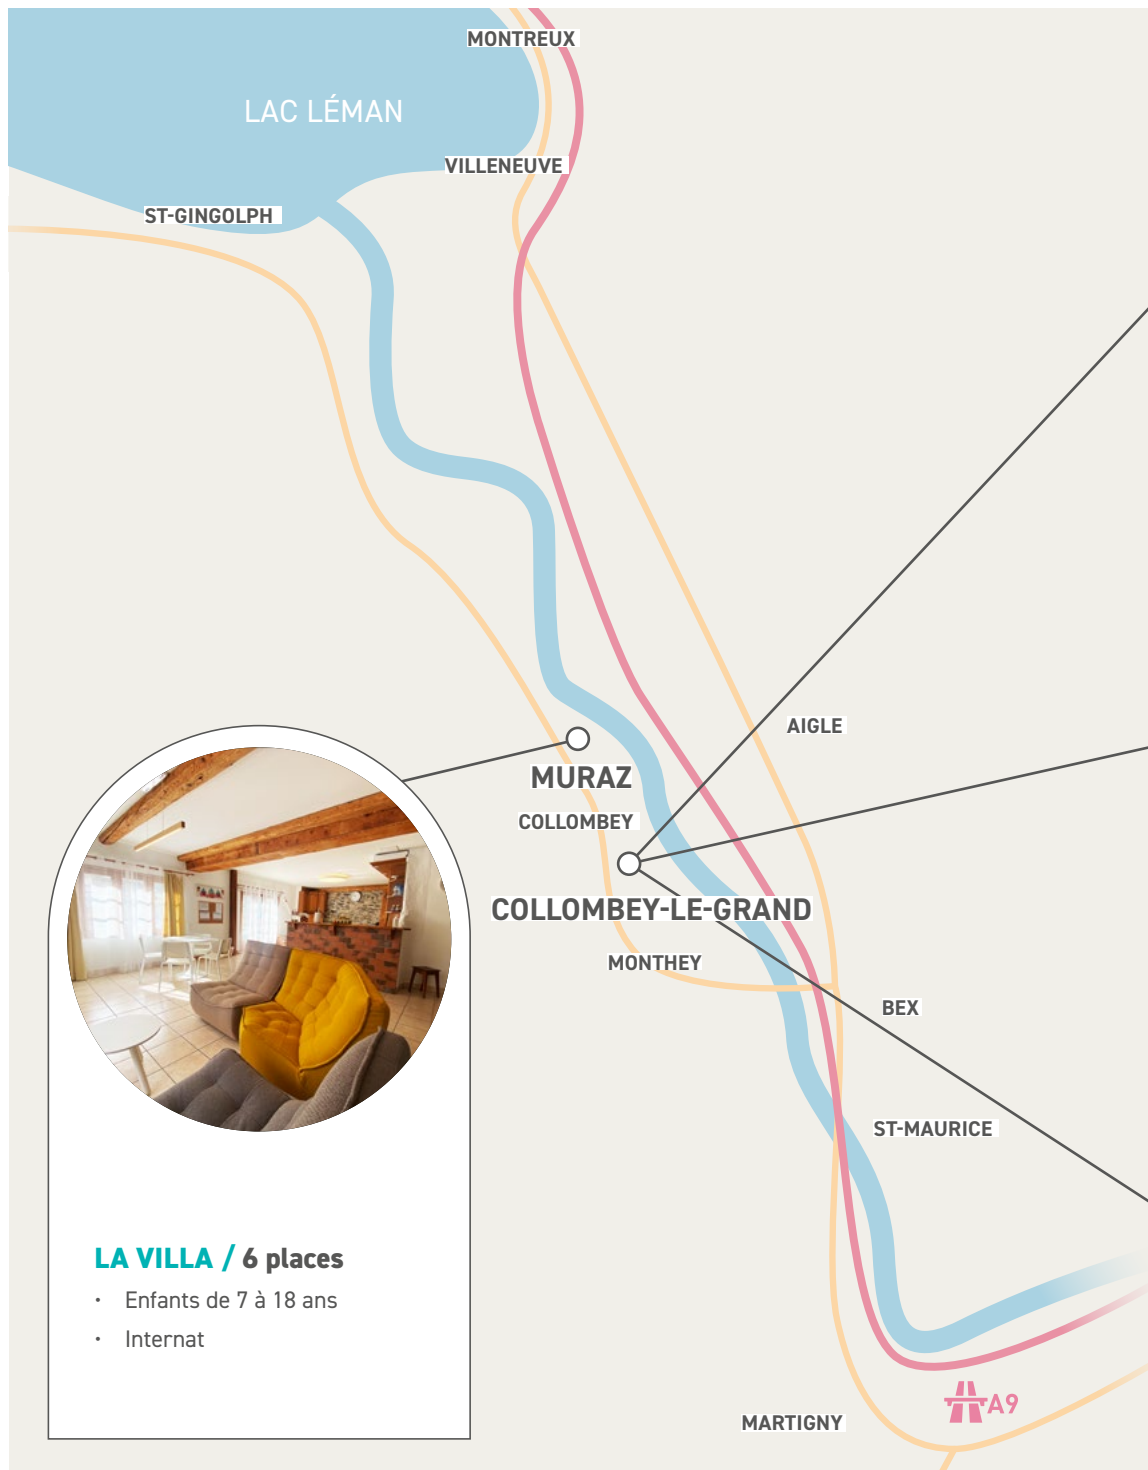 MONTREUX
LAC LÉMAN
VILLENEUVE
ST-GINGOLPH
AIGLE
MURAZ
COLLOMBEY
COLLOMBEY-LE-GRAND
MONTHEY
BEX
ST-MAURICE
LA VILLA / 6 places
• Enfants de 7 à 18 ans
• Internat
A9
MARTIGNY